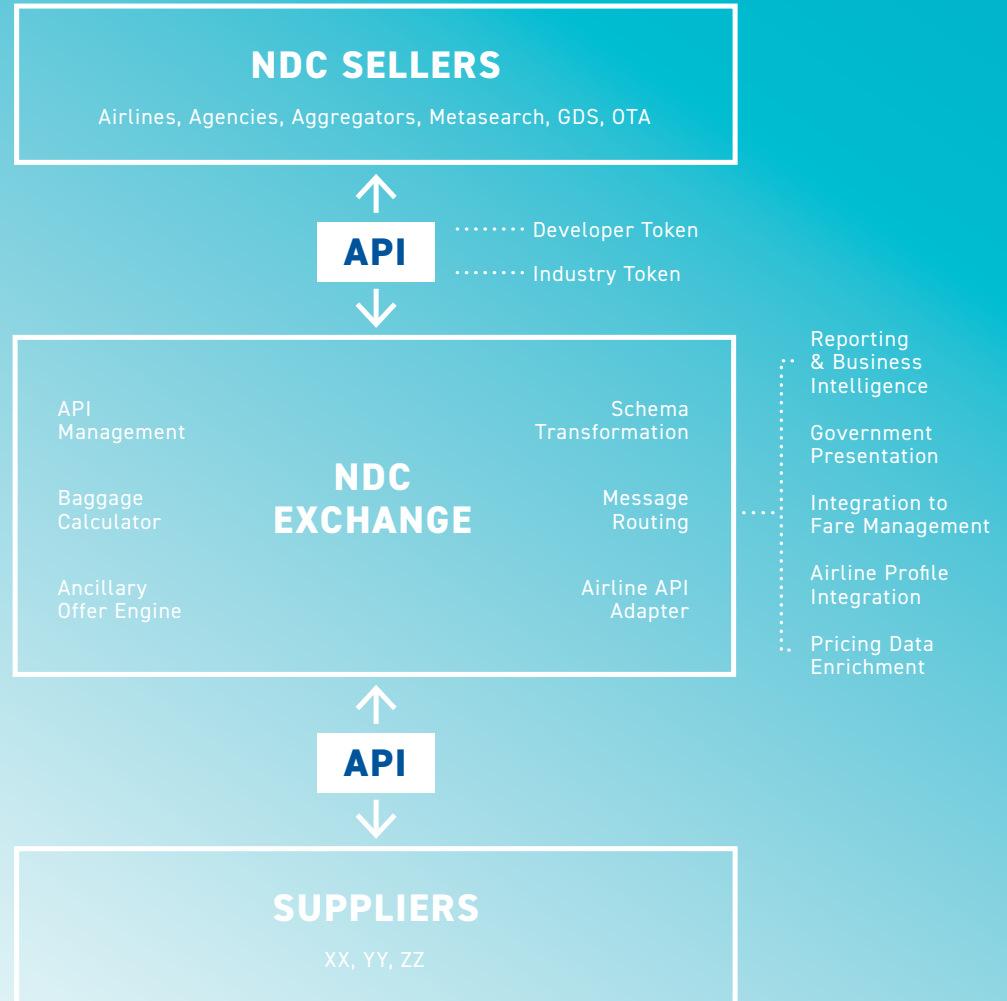 NDC SELLERS
Airlines, Agencies, Aggregators, Metasearch, GDS, OTA
API
Developer Token
Industry Token
API
Management
Baggage
Calculator
Ancillary
Offer Engine
NDC
EXCHANGE
Schema
Transformation
Message
Routing
Airline API
Adapter
Reporting
& Business
Intelligence
Government
Presentation
Integration to
Fare Management
Airline Profile
Integration
Pricing Data
Enrichment
API
SUPPLIERS
XX, YY, ZZ